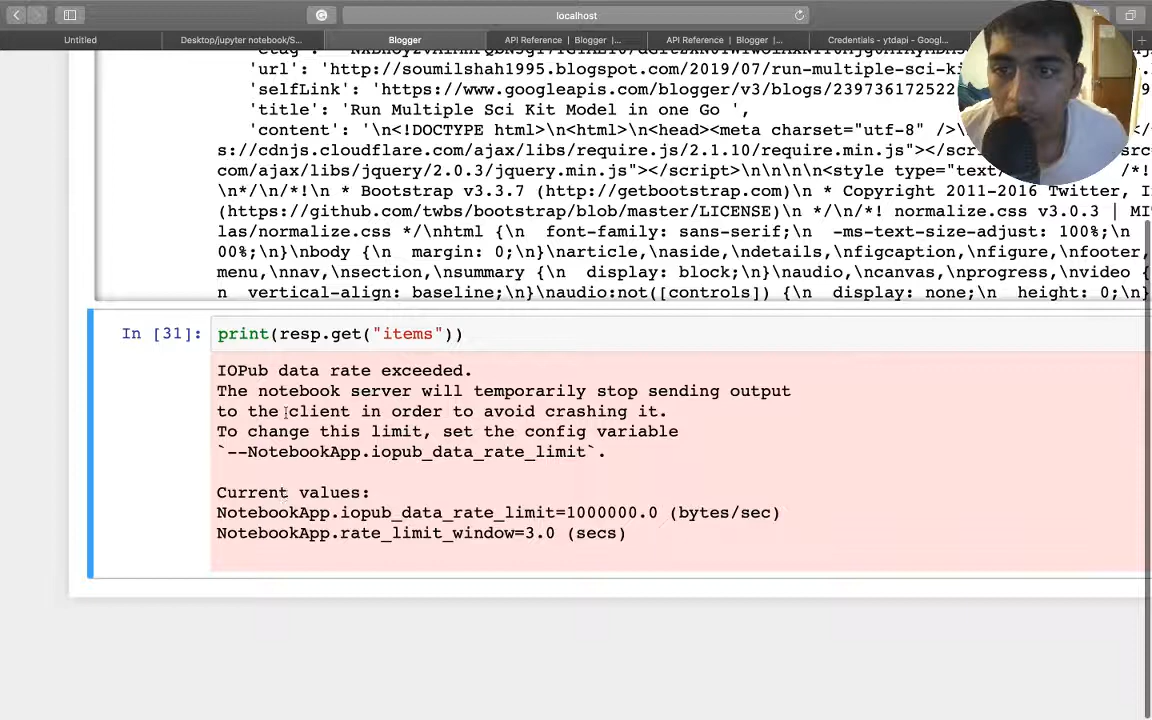 localhost
Untitled
Desktop/jupyter notebook/S...
Blogger
API Reference | Blogger |...
API Reference | Blogger |...
Credentials - ytdapi - Googl...
'url': 'http://soumilshah1995.blogspot.com/2019/07/run-multiple-sci-ki
'selfLink': 'https://www.googleapis.com/blogger/v3/blogs/239736172522
'title': 'Run Multiple Sci Kit Model in one Go ',
'content': '\n<!DOCTYPE html>\n<html>\n<head><meta charset="utf-8" />\
s://cdnjs.cloudflare.com/ajax/libs/require.js/2.1.10/require.min.js"></scri
com/ajax/libs/jquery/2.0.3/jquery.min.js"></script>\n\n\n\n<style type="text/
\n*/\n/*!\n * Bootstrap v3.3.7 (http://getbootstrap.com)\n * Copyright 2011-2016 Twitter, I
(https://github.com/twbs/bootstrap/blob/master/LICENSE)\n */\n/*! normalize.css v3.0.3 | MI
las/normalize.css */\nhtml {\n  font-family: sans-serif;\n  -ms-text-size-adjust: 100%;\n
00%;\n}\nbody {\n  margin: 0;\n}\narticle,\naside,\ndetails,\nfigcaption,\nfigure,\nfooter,
menu,\nnav,\nsection,\nsummary {\n  display: block;\n}\naudio,\ncanvas,\nprogress,\nvideo {
n  vertical-align: baseline;\n}\naudio:not([controls]) {\n  display: none;\n  height: 0;\n}
In [31]: print(resp.get("items"))
IOPub data rate exceeded.
The notebook server will temporarily stop sending output
to the client in order to avoid crashing it.
To change this limit, set the config variable
`--NotebookApp.iopub_data_rate_limit`.
Current values:
NotebookApp.iopub_data_rate_limit=1000000.0 (bytes/sec)
NotebookApp.rate_limit_window=3.0 (secs)